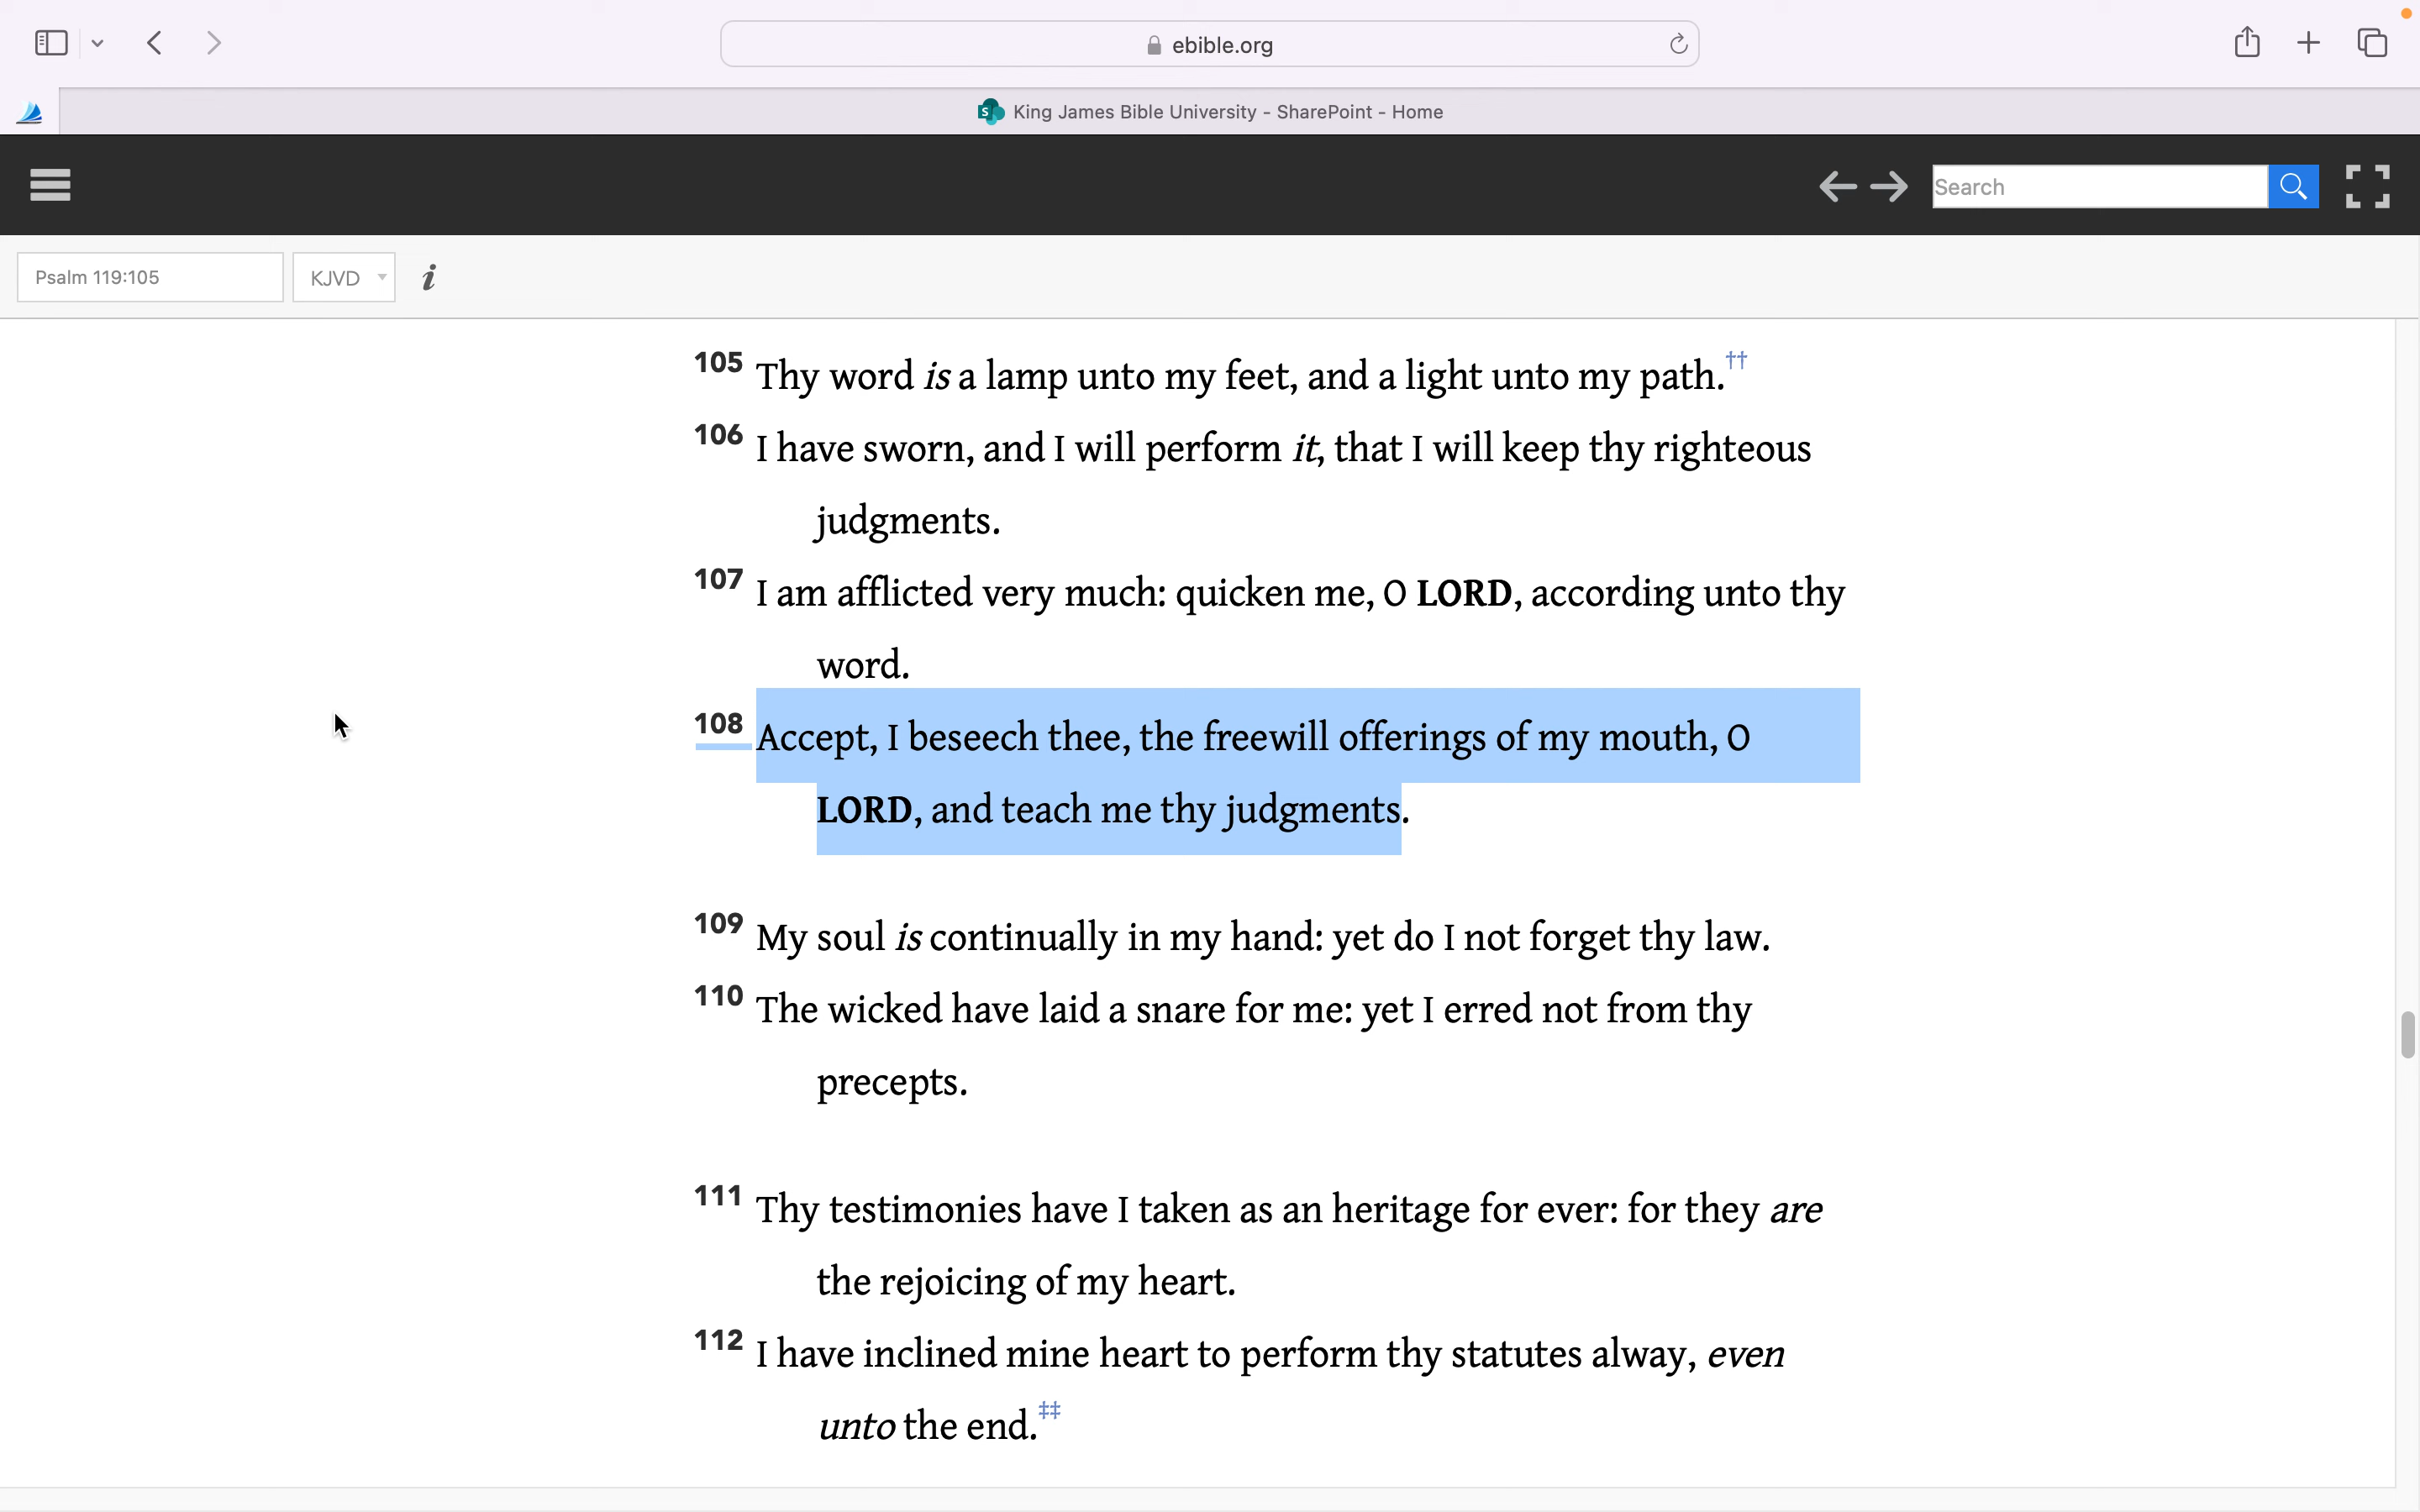 ebible.org
King James Bible University - SharePoint - Home
Search
Psalm 119:105
KJVD
i
105 Thy word is a lamp unto my feet, and a light unto my path.††
106 I have sworn, and I will perform it, that I will keep thy righteous
judgments.
107 I am afflicted very much: quicken me, O LORD, according unto thy
word.
108 Accept, I beseech thee, the freewill offerings of my mouth, O
LORD, and teach me thy judgments.
109 My soul is continually in my hand: yet do I not forget thy law.
110 The wicked have laid a snare for me: yet I erred not from thy
precepts.
111 Thy testimonies have I taken as an heritage for ever: for they are
the rejoicing of my heart.
112 I have inclined mine heart to perform thy statutes alway, even
unto the end.‡‡